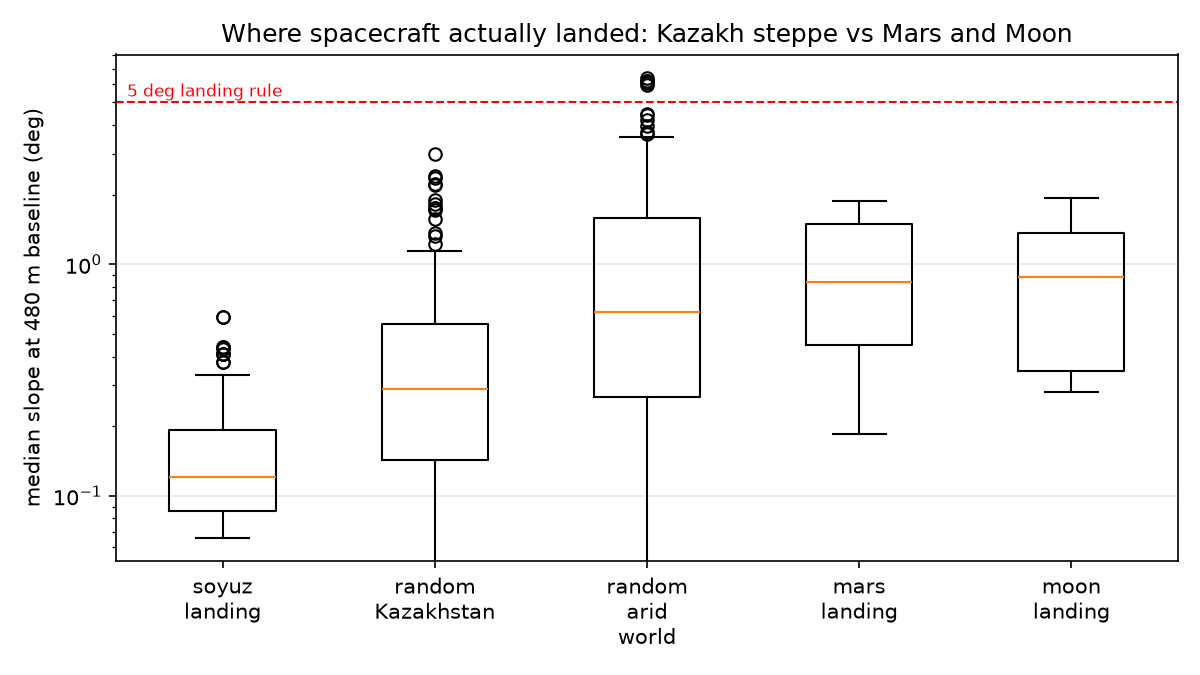 Where spacecraft actually landed: Kazakh steppe vs Mars and Moon
median slope at 480 m baseline (deg)
5 deg landing rule
10⁰
10⁻¹
soyuz
landing
random
Kazakhstan
random
arid
world
mars
landing
moon
landing